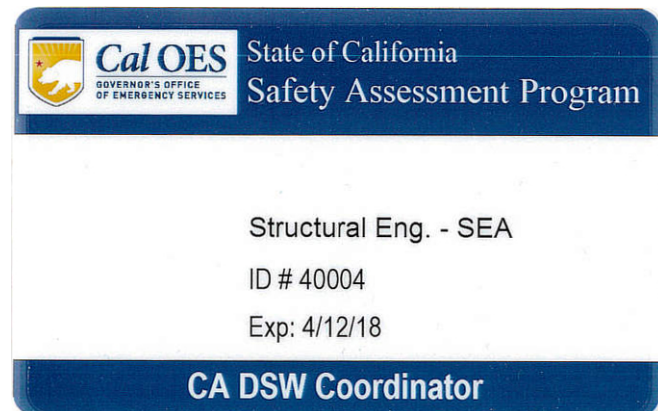 Cal OES
GOVERNOR'S OFFICE
OF EMERGENCY SERVICES
State of California
Safety Assessment Program
Structural Eng. - SEA
ID # 40004
Exp: 4/12/18
CA DSW Coordinator